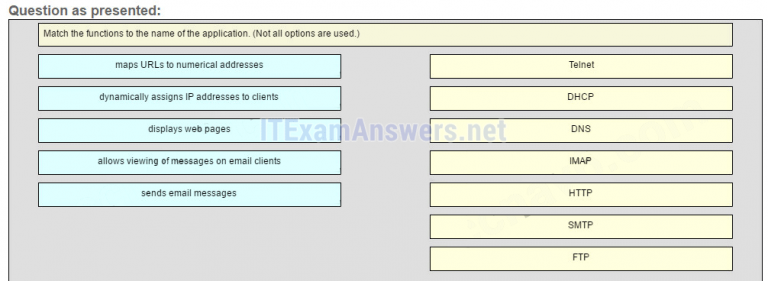 Question as presented:
Match the functions to the name of the application. (Not all options are used.)
maps URLs to numerical addresses
Telnet
dynamically assigns IP addresses to clients
DHCP
displays web pages
ITExamAnswers.net
DNS
allows viewing of messages on email clients
IMAP
sends email messages
HTTP
SMTP
FTP